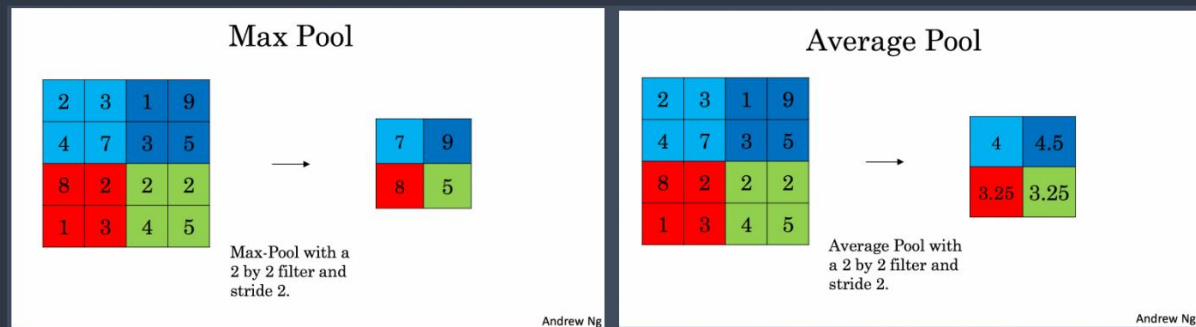 Max Pool
2 3 1 9
4 7 3 5
8 2 2 2
1 3 4 5
7 9
8 5
Max-Pool with a
2 by 2 filter and
stride 2.
Andrew Ng
Average Pool
2 3 1 9
4 7 3 5
8 2 2 2
1 3 4 5
4 4.5
3.25 3.25
Average Pool with
a 2 by 2 filter and
stride 2.
Andrew Ng